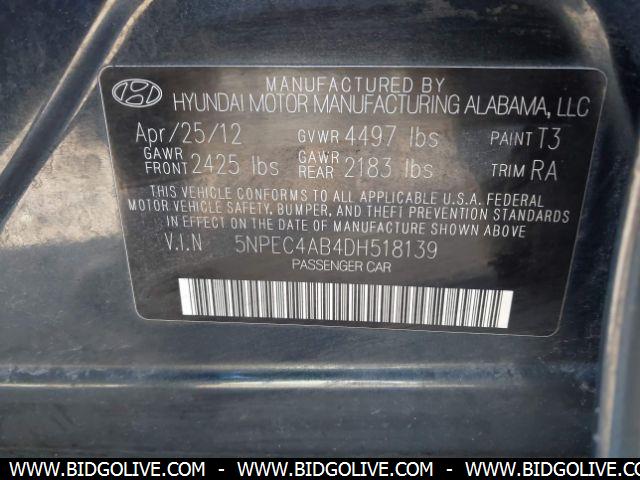 MANUFACTURED BY
HYUNDAI MOTOR MANUFACTURING ALABAMA, LLC
Apr/25/12 GVWR 4497 lbs PAINT T3
GAWR FRONT 2425 lbs GAWR REAR 2183 lbs TRIM RA
THIS VEHICLE CONFORMS TO ALL APPLICABLE U.S.A. FEDERAL
MOTOR VEHICLE SAFETY, BUMPER, AND THEFT PREVENTION
STANDARDS IN EFFECT ON THE DATE OF MANUFACTURE SHOWN ABOVE.
V.I.N 5NPEC4AB4DH518139
PASSENGER CAR
WWW.BIDGOLIVE.COM - WWW.BIDGOLIVE.COM - WWW.BIDGOLIVE.COM